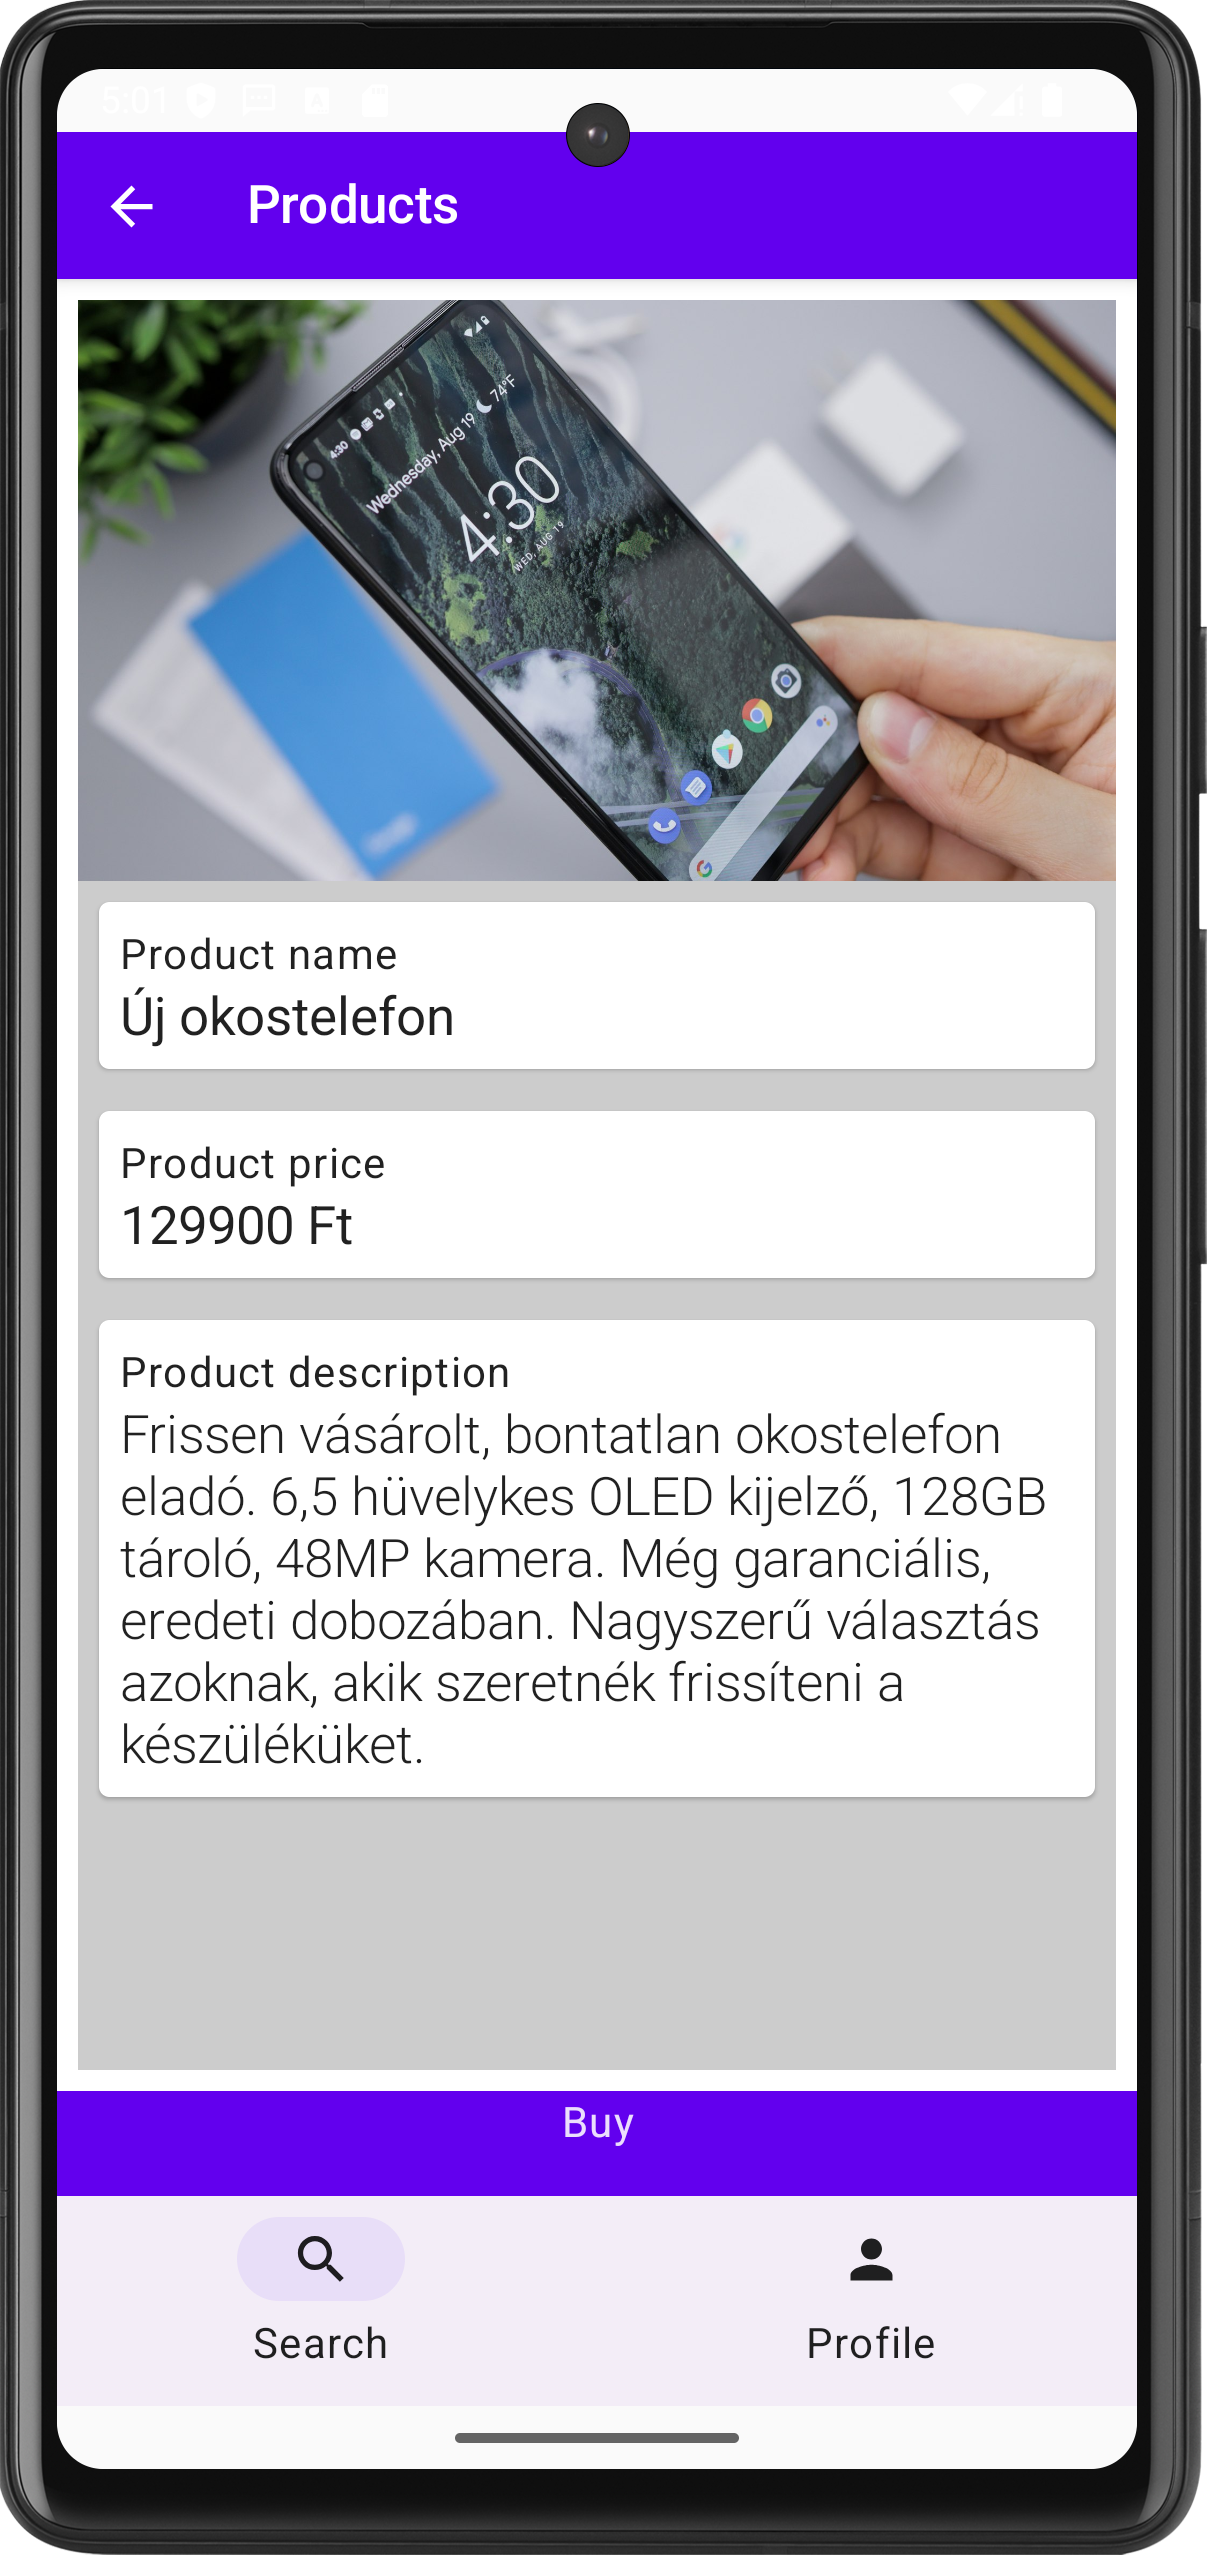 5:01
Products
4:30
Wednesday, Aug 19 74°F
4:30
WED, AUG 19
Product name
Új okostelefon
Product price
129900 Ft
Product description
Frissen vásárolt, bontatlan okostelefon
eladó. 6,5 hüvelykes OLED kijelző, 128GB
tároló, 48MP kamera. Még garanciális,
eredeti dobozában. Nagyszerű választás
azoknak, akik szeretnék frissíteni a
készüléküket.
Buy
Search
Profile